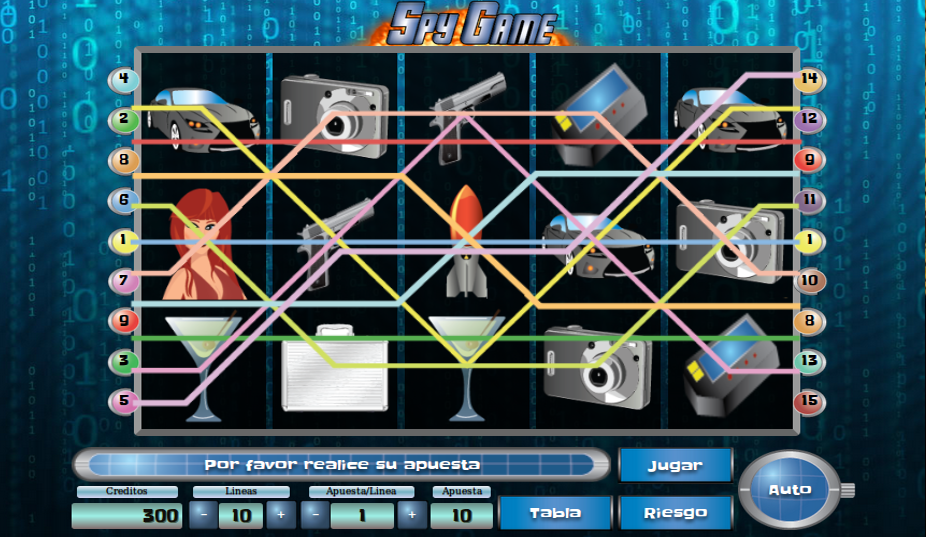 SPY GAME
4
2
8
6
1
7
9
3
5
14
12
9
11
1
10
8
13
15
Por favor realice su apuesta
Jugar
Auto
Creditos Lineas Apuesta/Linea Apuesta
300 - 10 + - 1 + 10
Tabla Riesgo